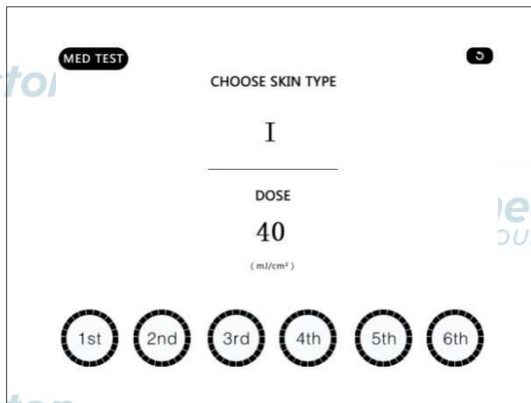 MED TEST
CHOOSE SKIN TYPE
I
DOSE
40
(mJ/cm²)
1st 2nd 3rd 4th 5th 6th